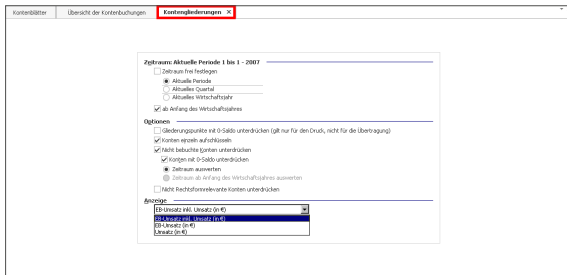 Kontenblätter Übersicht der Kontenbuchungen Kontengliederungen ×
Zeitraum: Aktuelle Periode 1 bis 1 - 2007
Zeitraum frei festlegen
Aktuelle Periode
Aktuelles Quartal
Aktuelles Wirtschaftsjahr
ab Anfang des Wirtschaftsjahres
Optionen
Gliederungspunkte mit 0-Saldo unterdrücken (gilt nur für den Druck, nicht für die Übertragung)
Konten einzeln aufschlüsseln
Nicht bebuchte Konten unterdrücken
Konten mit 0-Saldo unterdrücken
Zeitraum auswerten
Zeitraum ab Anfang des Wirtschaftsjahres auswerten
Nicht Rechtsformrelevante Konten unterdrücken
Anzeige
EB-Umsatz inkl. Umsatz (in €)
EB-Umsatz inkl. Umsatz (in €)
EB-Umsatz (in €)
Umsatz (in €)